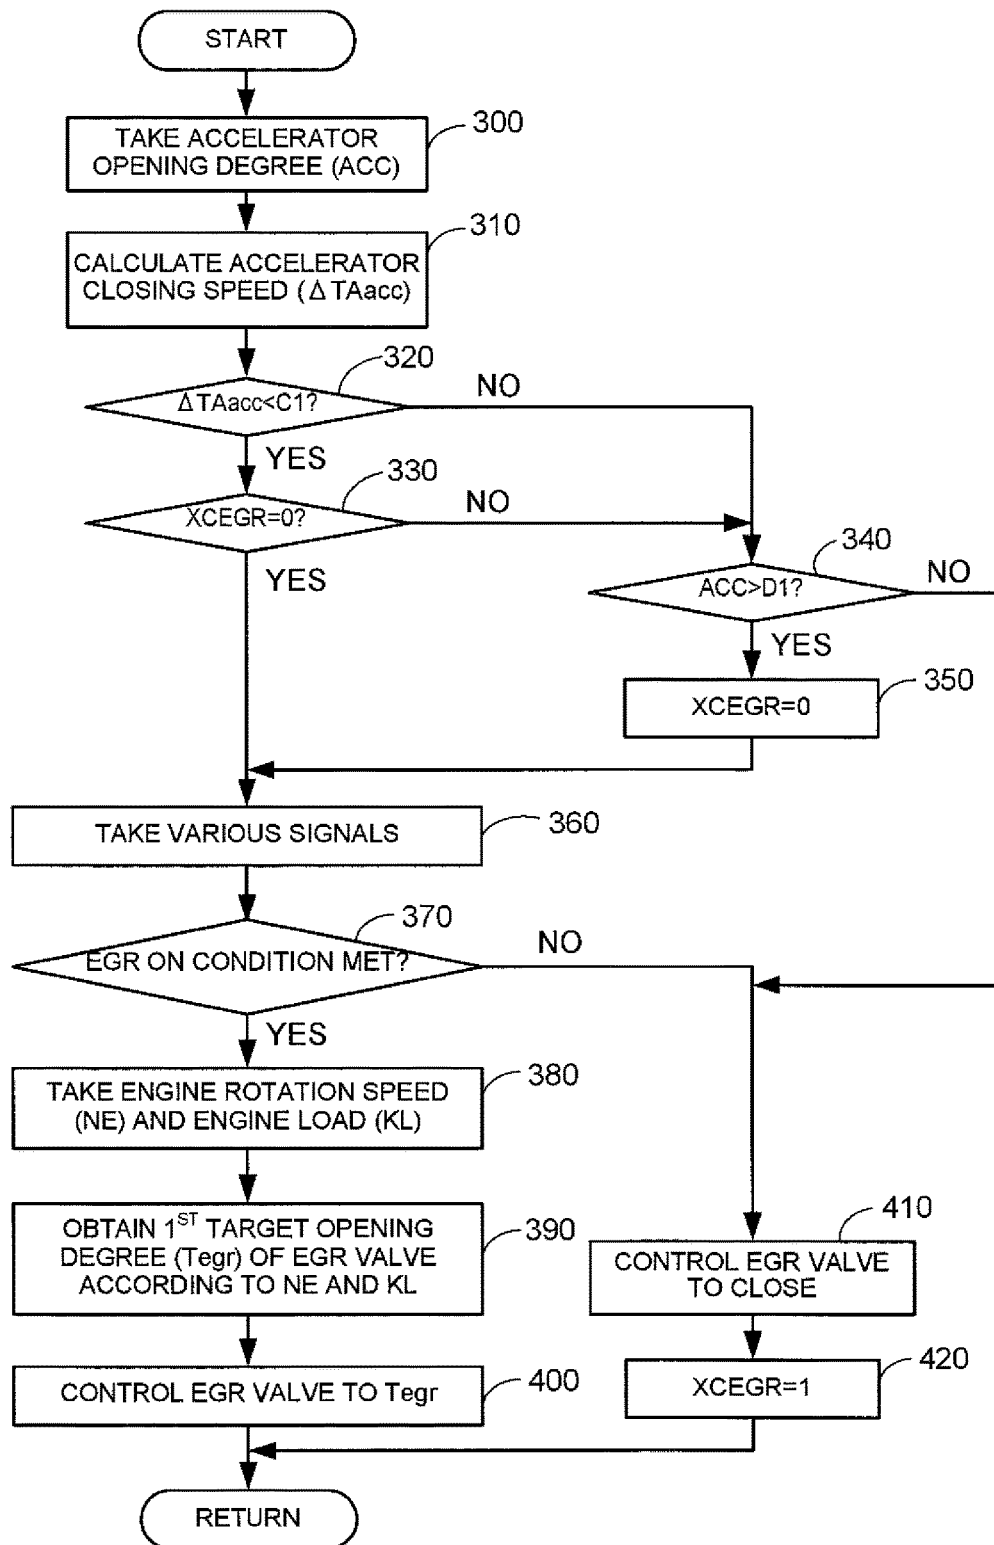 START
TAKE ACCELERATOR
OPENING DEGREE (ACC)
300
CALCULATE ACCELERATOR
CLOSING SPEED (ΔTAacc)
310
ΔTAacc<C1?
320
NO
YES
XCEGR=0?
330
NO
YES
ACC>D1?
340
NO
YES
XCEGR=0
350
TAKE VARIOUS SIGNALS
360
EGR ON CONDITION MET?
370
NO
YES
TAKE ENGINE ROTATION SPEED
(NE) AND ENGINE LOAD (KL)
380
OBTAIN 1ST TARGET OPENING
DEGREE (Tegr) OF EGR VALVE
ACCORDING TO NE AND KL
390
CONTROL EGR VALVE
TO CLOSE
410
CONTROL EGR VALVE TO Tegr
400
XCEGR=1
420
RETURN